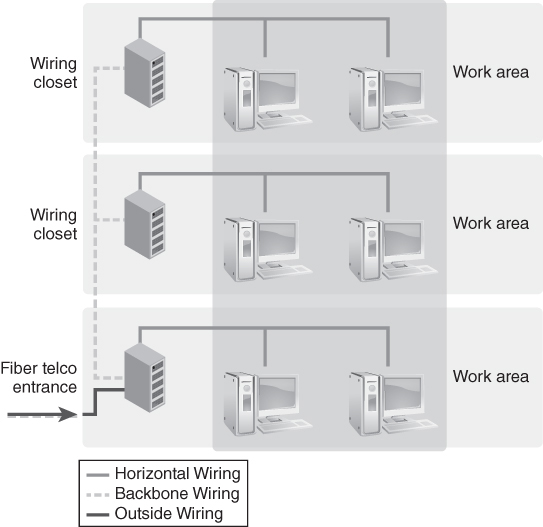 Wiring
closet
Work area
Wiring
closet
Work area
Fiber telco
entrance
Work area
Horizontal Wiring
Backbone Wiring
Outside Wiring